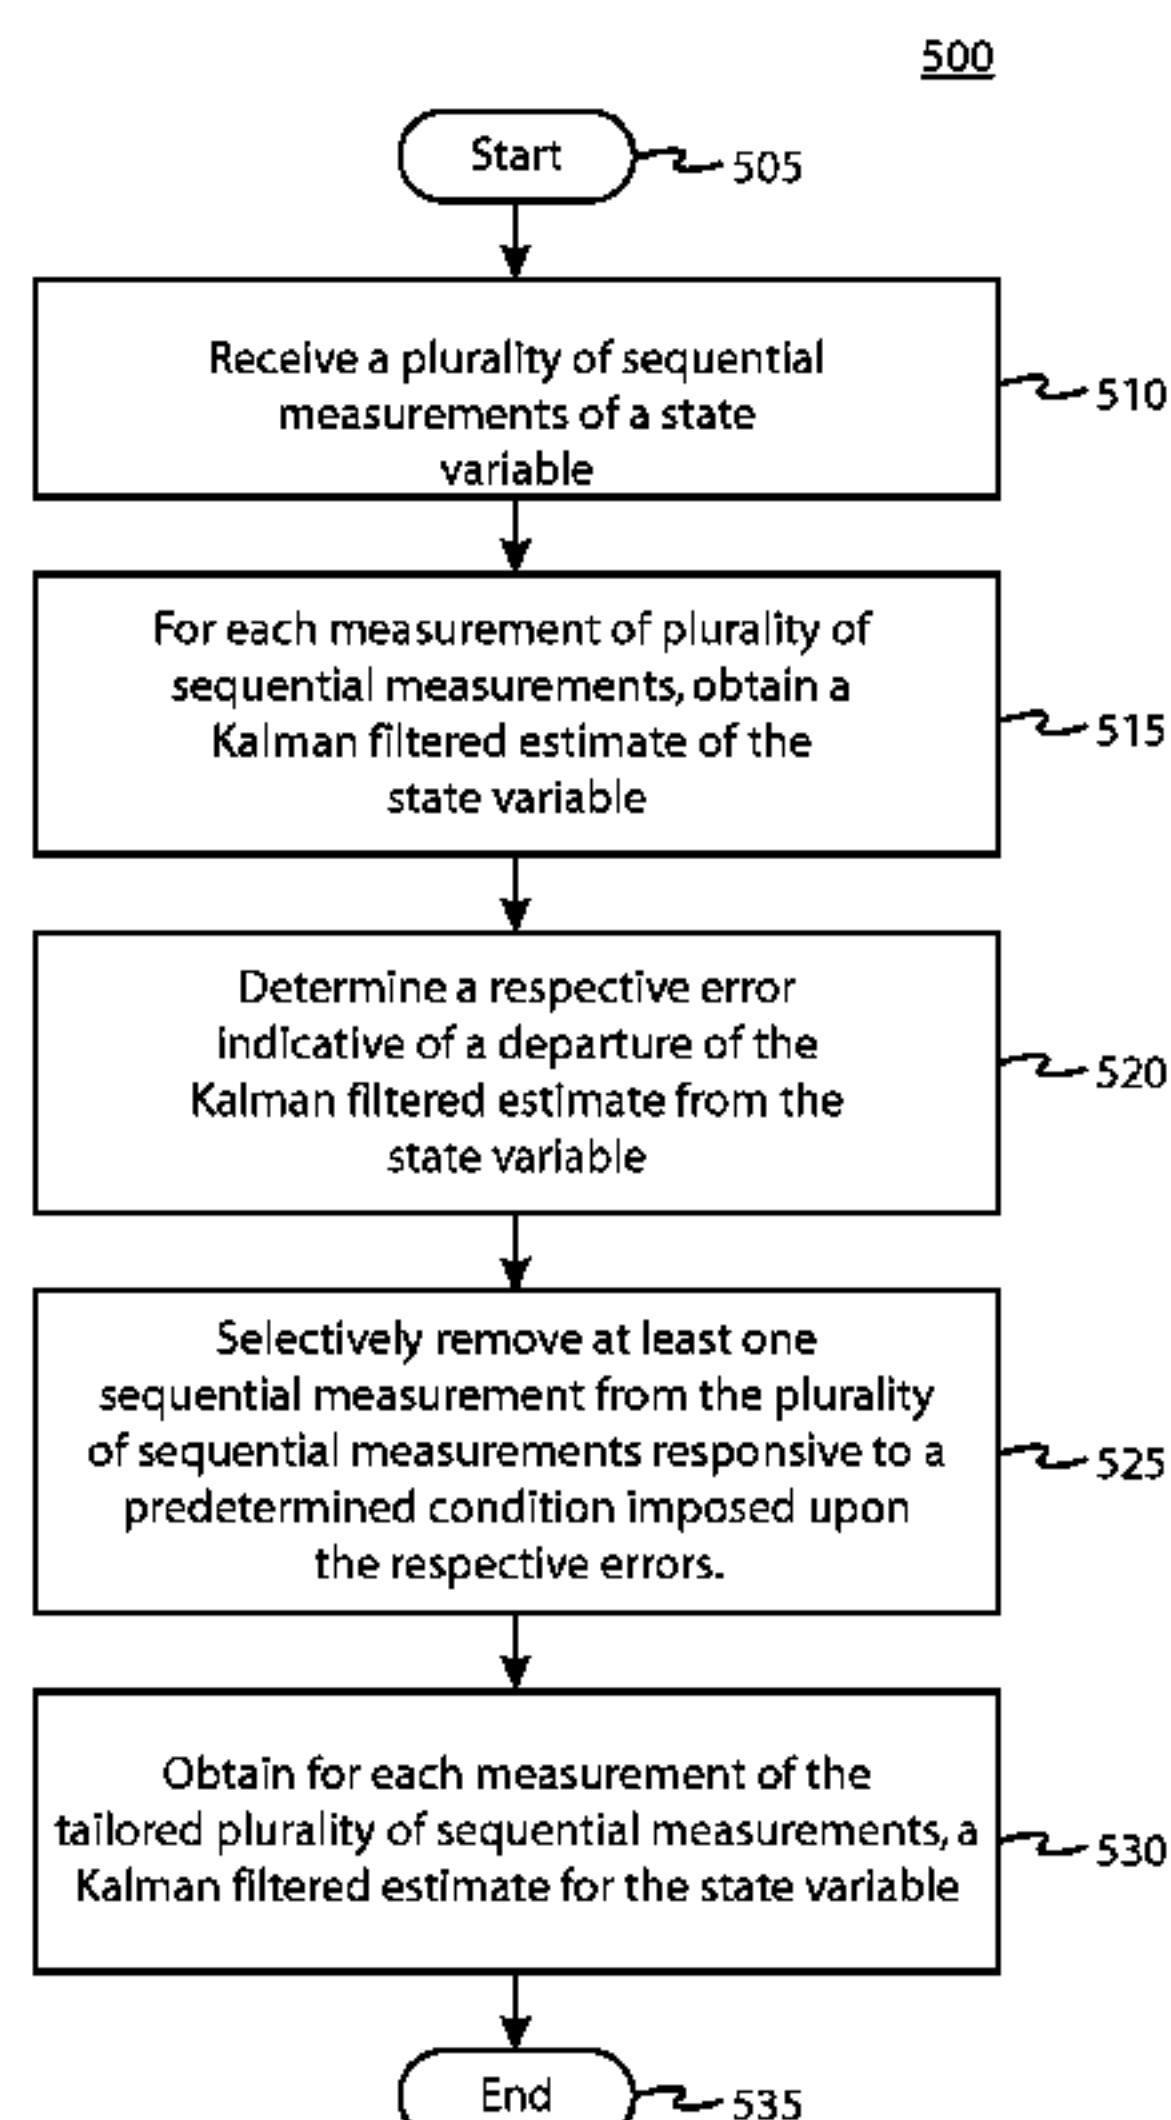 500
Start
505
Receive a plurality of sequential
measurements of a state
variable
510
For each measurement of plurality of
sequential measurements, obtain a
Kalman filtered estimate of the
state variable
515
Determine a respective error
indicative of a departure of the
Kalman filtered estimate from the
state variable
520
Selectively remove at least one
sequential measurement from the plurality
of sequential measurements responsive to a
predetermined condition imposed upon
the respective errors.
525
Obtain for each measurement of the
tailored plurality of sequential measurements, a
Kalman filtered estimate for the state variable
530
End
535